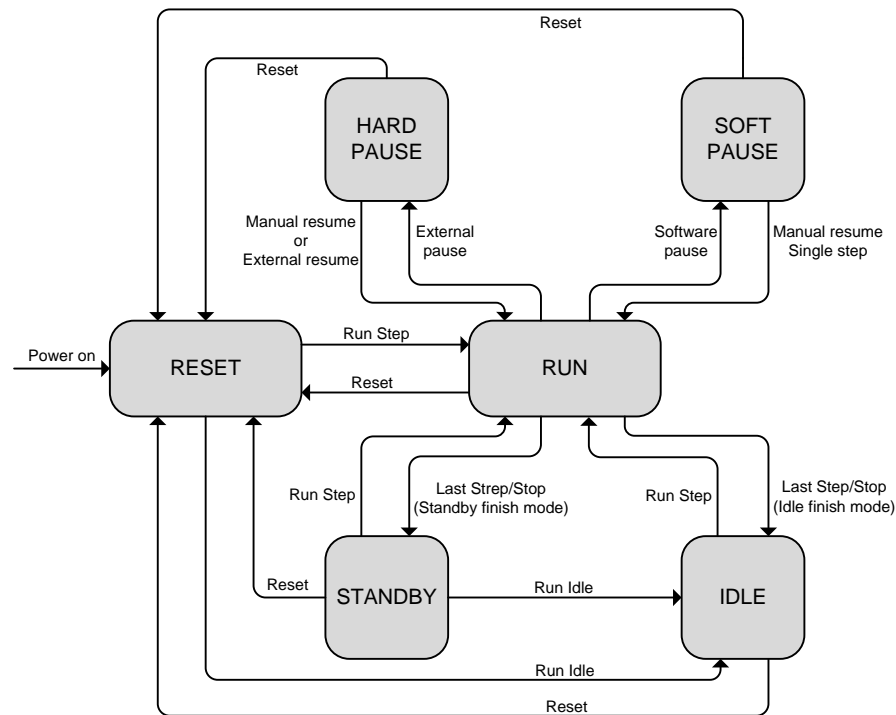 Reset
Reset
HARD
PAUSE
SOFT
PAUSE
Manual resume
or
External resume
External
pause
Software
pause
Manual resume
Single step
Power on
RESET
Run Step
Reset
RUN
Run Step
Last Strep/Stop
(Standby finish mode)
Run Step
Last Step/Stop
(Idle finish mode)
Reset
STANDBY
Run Idle
IDLE
Run Idle
Reset